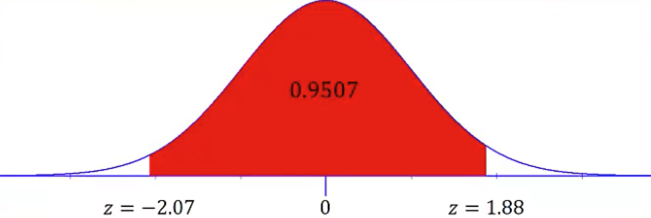 0.9507
z = −2.07
0
z = 1.88